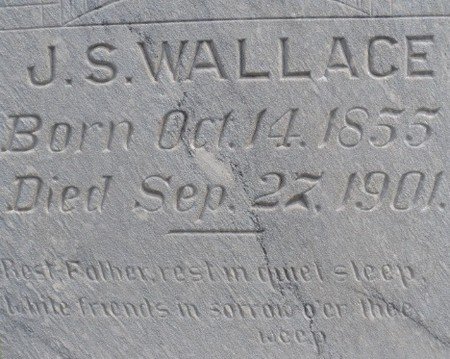 J.S. WALLACE
Born Oct. 14. 1855
Died Sep. 27, 1901.
Rest Father, rest in quiet sleep,
While friends in sorrow o'er thee
weep